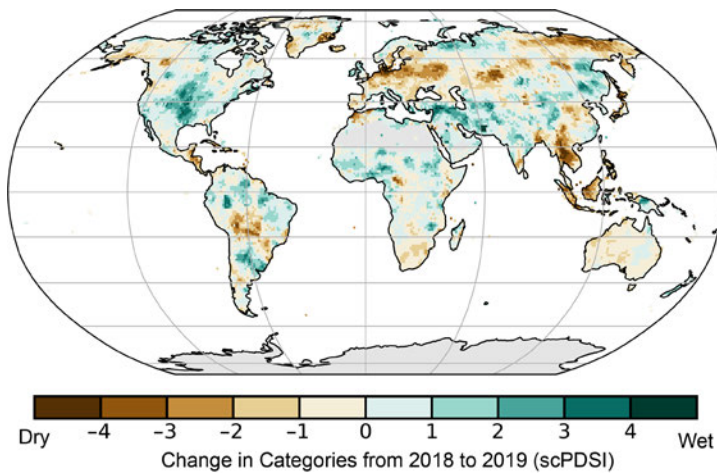 Dry −4 −3 −2 −1 0 1 2 3 4 Wet
Change in Categories from 2018 to 2019 (scPDSI)